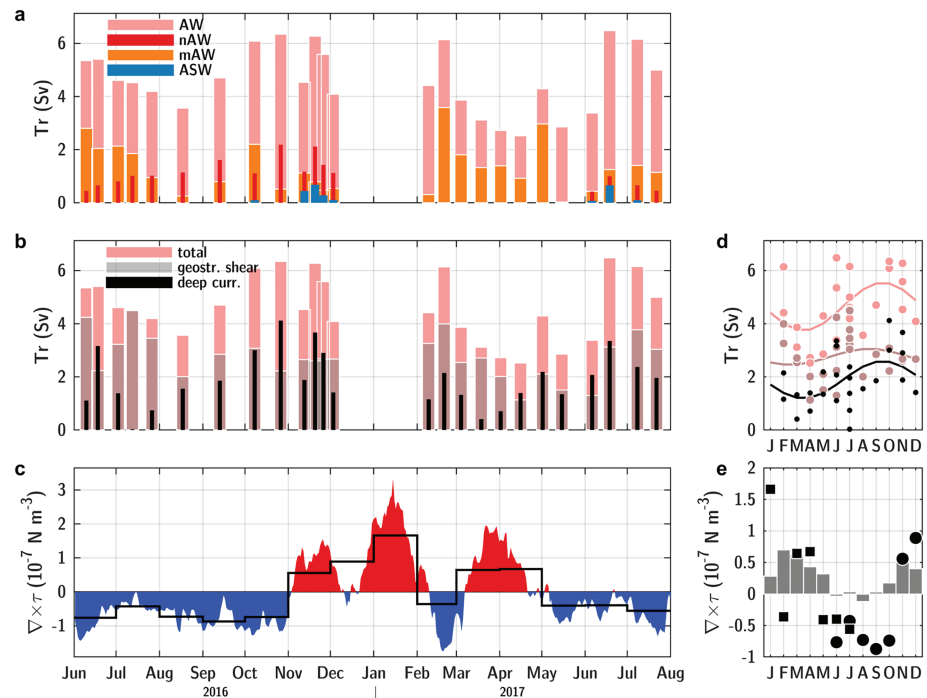 a
AW
nAW
mAW
ASW
Tr (Sv)
6
4
2
0
b
total
geostr. shear
deep curr.
Tr (Sv)
6
4
2
0
d
Tr (Sv)
6
4
2
0
J F M A M J J A S O N D
c
∇×τ (10⁻⁷ N m⁻³)
3
2
1
0
-1
Jun Jul Aug Sep Oct Nov Dec Jan Feb Mar Apr May Jun Jul Aug
2016 | 2017
e
∇×τ (10⁻⁷ N m⁻³)
2
1.5
1
0.5
0
-0.5
-1
J F M A M J J A S O N D